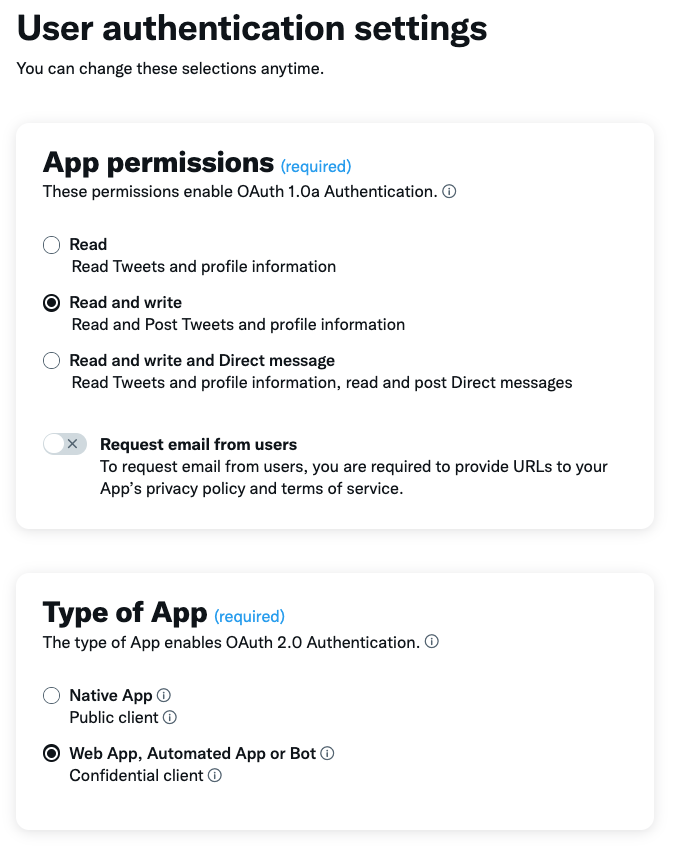 User authentication settings
You can change these selections anytime.
App permissions (required)
These permissions enable OAuth 1.0a Authentication.
Read
Read Tweets and profile information
Read and write
Read and Post Tweets and profile information
Read and write and Direct message
Read Tweets and profile information, read and post Direct messages
Request email from users
To request email from users, you are required to provide URLs to your
App’s privacy policy and terms of service.
Type of App (required)
The type of App enables OAuth 2.0 Authentication.
Native App
Public client
Web App, Automated App or Bot
Confidential client